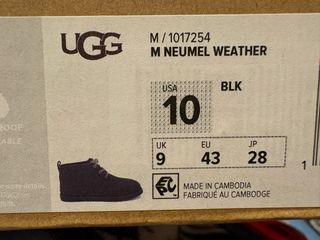 UGG
M / 1017254
M NEUMEL WEATHER
USA
10
BLK
UK EU JP
9 43 28
MADE IN CAMBODIA
FABRIQUÉ AU CAMBODGE
1